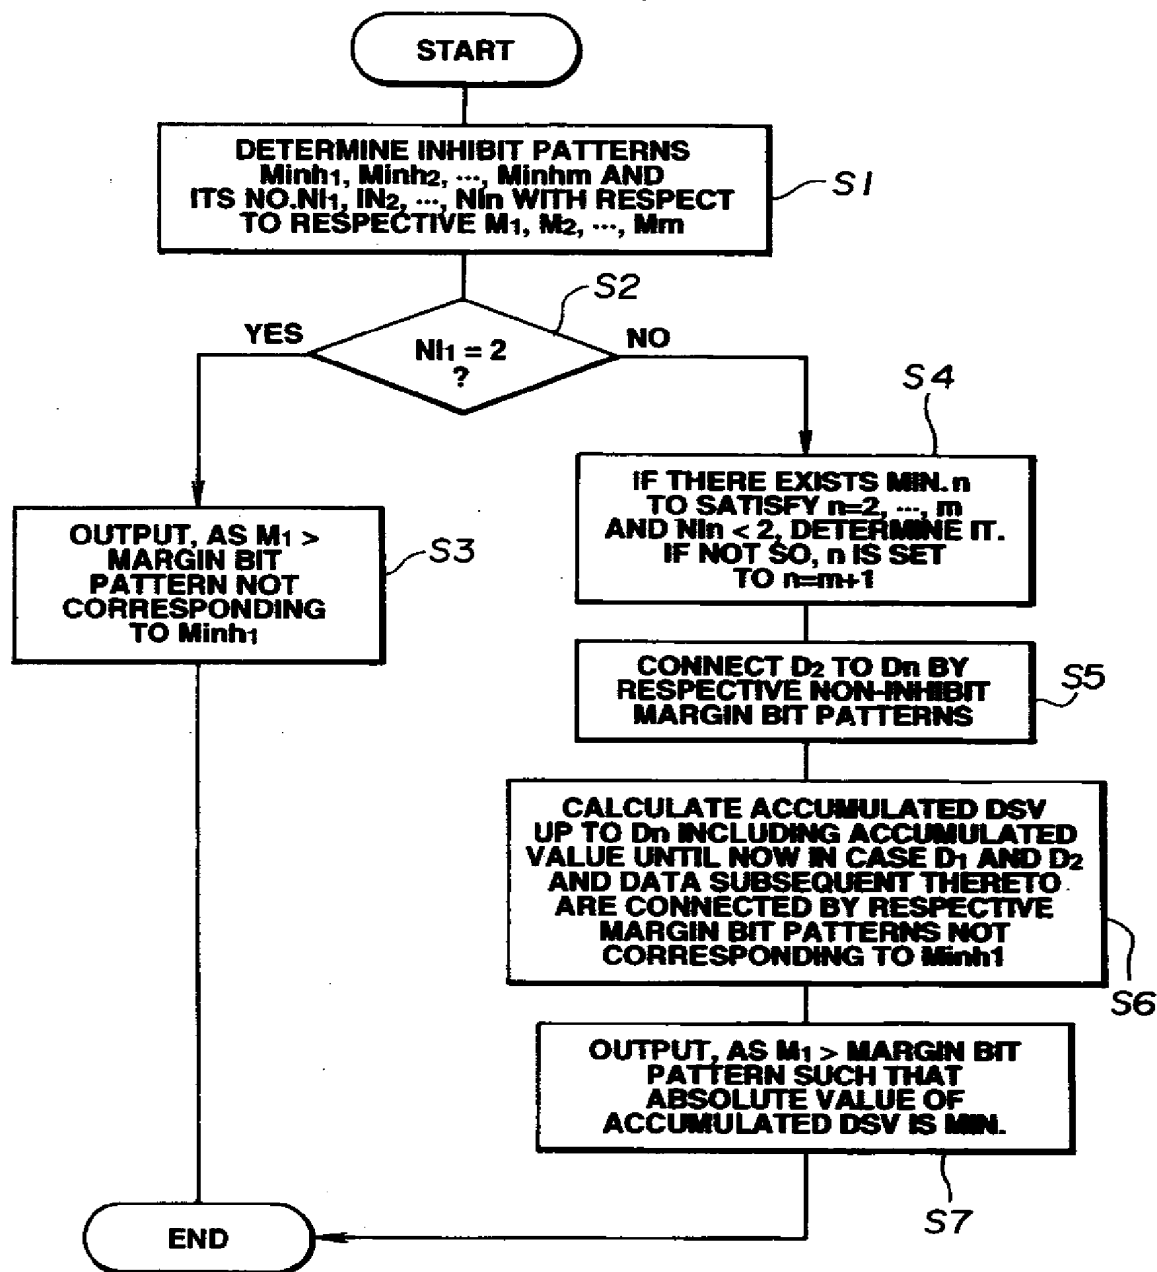 START
DETERMINE INHIBIT PATTERNS
Minh1, Minh2, ..., Minhm AND
ITS NO.NI1, IN2, ..., NIn WITH RESPECT
TO RESPECTIVE M1, M2, ..., Mm
S1
S2
YES
NO
NI1 = 2
?
S4
IF THERE EXISTS MIN.n
TO SATISFY n=2, ..., m
AND NIn < 2, DETERMINE IT.
IF NOT SO, n IS SET
TO n=m+1
OUTPUT, AS M1 >
MARGIN BIT
PATTERN NOT
CORRESPONDING
TO Minh1
S3
CONNECT D2 TO Dn BY
RESPECTIVE NON-INHIBIT
MARGIN BIT PATTERNS
S5
CALCULATE ACCUMULATED DSV
UP TO Dn INCLUDING ACCUMULATED
VALUE UNTIL NOW IN CASE D1 AND D2
AND DATA SUBSEQUENT THERETO
ARE CONNECTED BY RESPECTIVE
MARGIN BIT PATTERNS NOT
CORRESPONDING TO Minh1
S6
OUTPUT, AS M1 > MARGIN BIT
PATTERN SUCH THAT
ABSOLUTE VALUE OF
ACCUMULATED DSV IS MIN.
S7
END